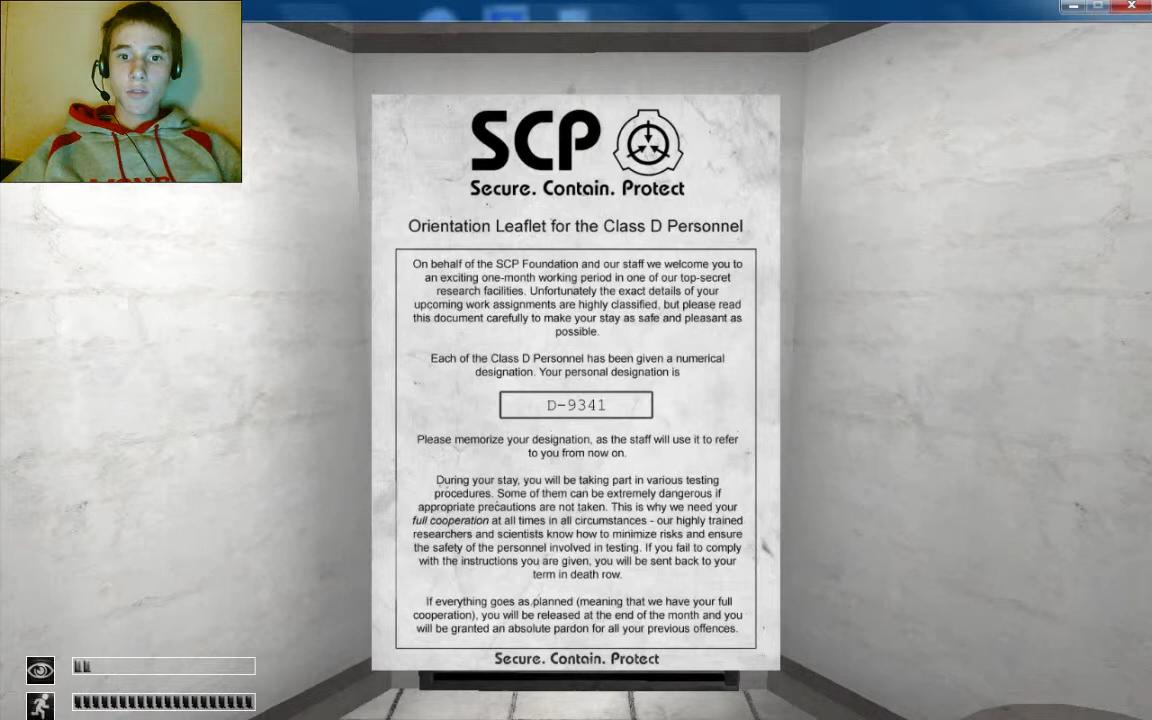 SCP
Secure. Contain. Protect
Orientation Leaflet for the Class D Personnel
On behalf of the SCP Foundation and our staff we welcome you to
an exciting one-month working period in one of our top-secret
research facilities. Unfortunately the exact details of your
upcoming work assignments are highly classified, but please read
this document carefully to make your stay as safe and pleasant as
possible.
Each of the Class D Personnel has been given a numerical
designation. Your personal designation is
D-9341
Please memorize your designation, as the staff will use it to refer
to you from now on.
During your stay, you will be taking part in various testing
procedures. Some of them can be extremely dangerous if
appropriate precautions are not taken. This is why we need your
full cooperation at all times in all circumstances - our highly trained
researchers and scientists know how to minimize risks and ensure
the safety of the personnel involved in testing. If you fail to comply
with the instructions you are given, you will be sent back to your
term in death row.
If everything goes as planned (meaning that we have your full
cooperation), you will be released at the end of the month and you
will be granted an absolute pardon for all your previous offences.
Secure. Contain. Protect